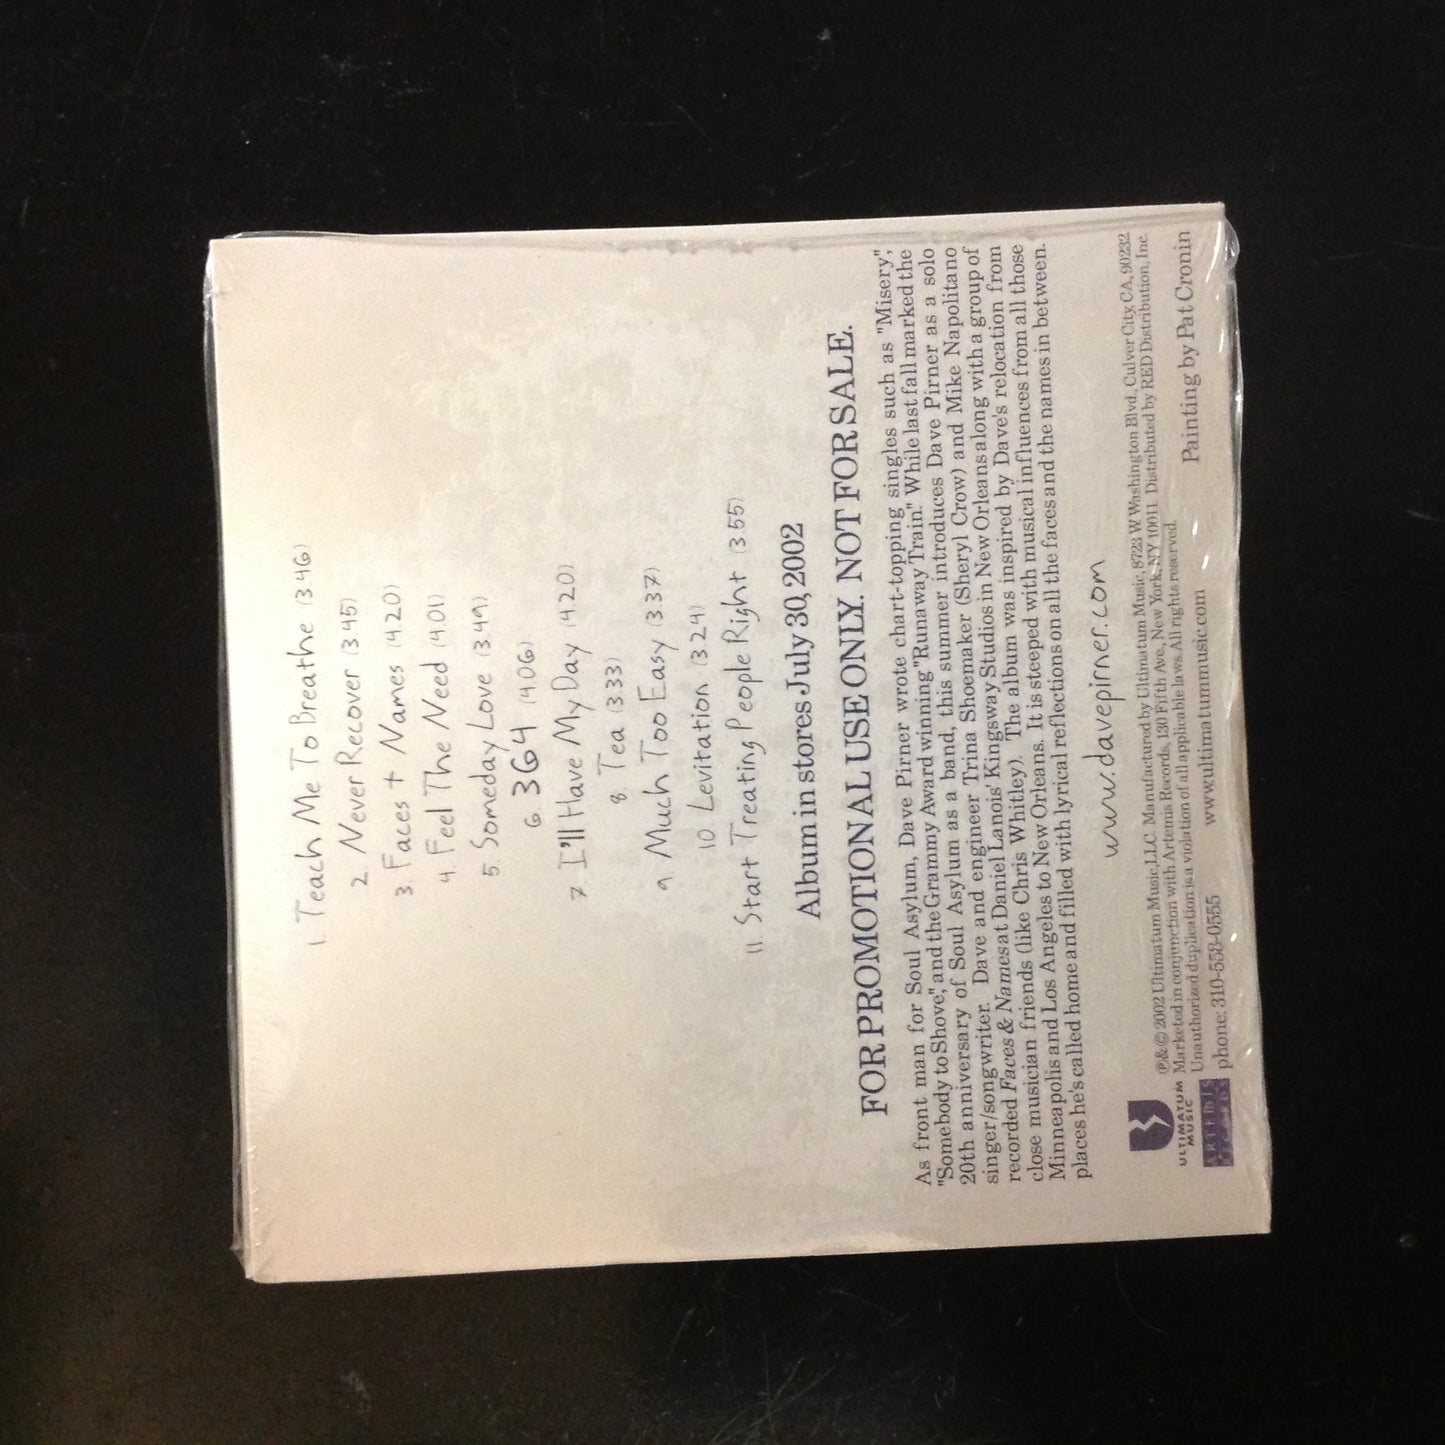 1. Teach Me To Breathe (3.46)
2. Never Recover (3.45)
3. Faces + Names (4.20)
4. Feel The Need (4.01)
5. Someday Love (3.49)
6. 364 (4.06)
7. I'll Have My Day (4.20)
8. Tea (3.33)
9. Much Too Easy (3.37)
10. Levitation (3.24)
11. Start Treating People Right (3.55)
Album in stores July 30, 2002
FOR PROMOTIONAL USE ONLY. NOT FOR SALE.
As front man for Soul Asylum, Dave Pirner wrote chart-topping singles such as "Misery,"
"Somebody to Shove," and the Grammy Award winning "Runaway Train." While last fall marked the
20th anniversary of Soul Asylum as a band, this summer introduces Dave Pirner as a solo
singer/songwriter. Dave and engineer Trina Shoemaker (Sheryl Crow) and Mike Napolitano
recorded Faces & Names at Daniel Lanois' Kingsway Studios in New Orleans along with a group of
close musician friends (like Chris Whitley). The album was inspired by Dave's relocation from
Minneapolis and Los Angeles to New Orleans. It is steeped with musical influences from all those
places he's called home and filled with lyrical reflections on all the faces and the names in between.
www.davepirner.com
ULTIMATUM
MUSIC
ARTEMIS
RECORDS
℗&© 2002 Ultimatum Music, LLC. Manufactured by Ultimatum Music, 8723 W. Washington Blvd., Culver City, CA, 90232
Marketed in conjunction with Artemis Records, 130 Fifth Ave., New York, NY 10011 Distributed by RED Distribution, Inc.
Unauthorized duplication is a violation of all applicable laws. All rights reserved.
phone: 310-558-0555 www.ultimatummusic.com Painting by Pat Cronin